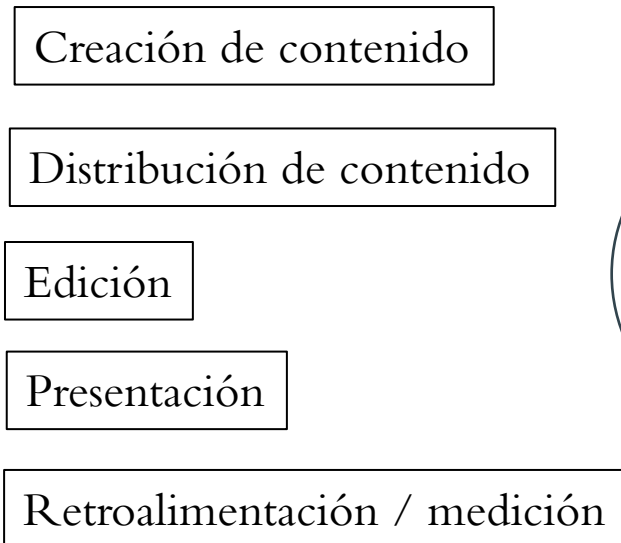 Creación de contenido
Distribución de contenido
Edición
Presentación
Retroalimentación / medición